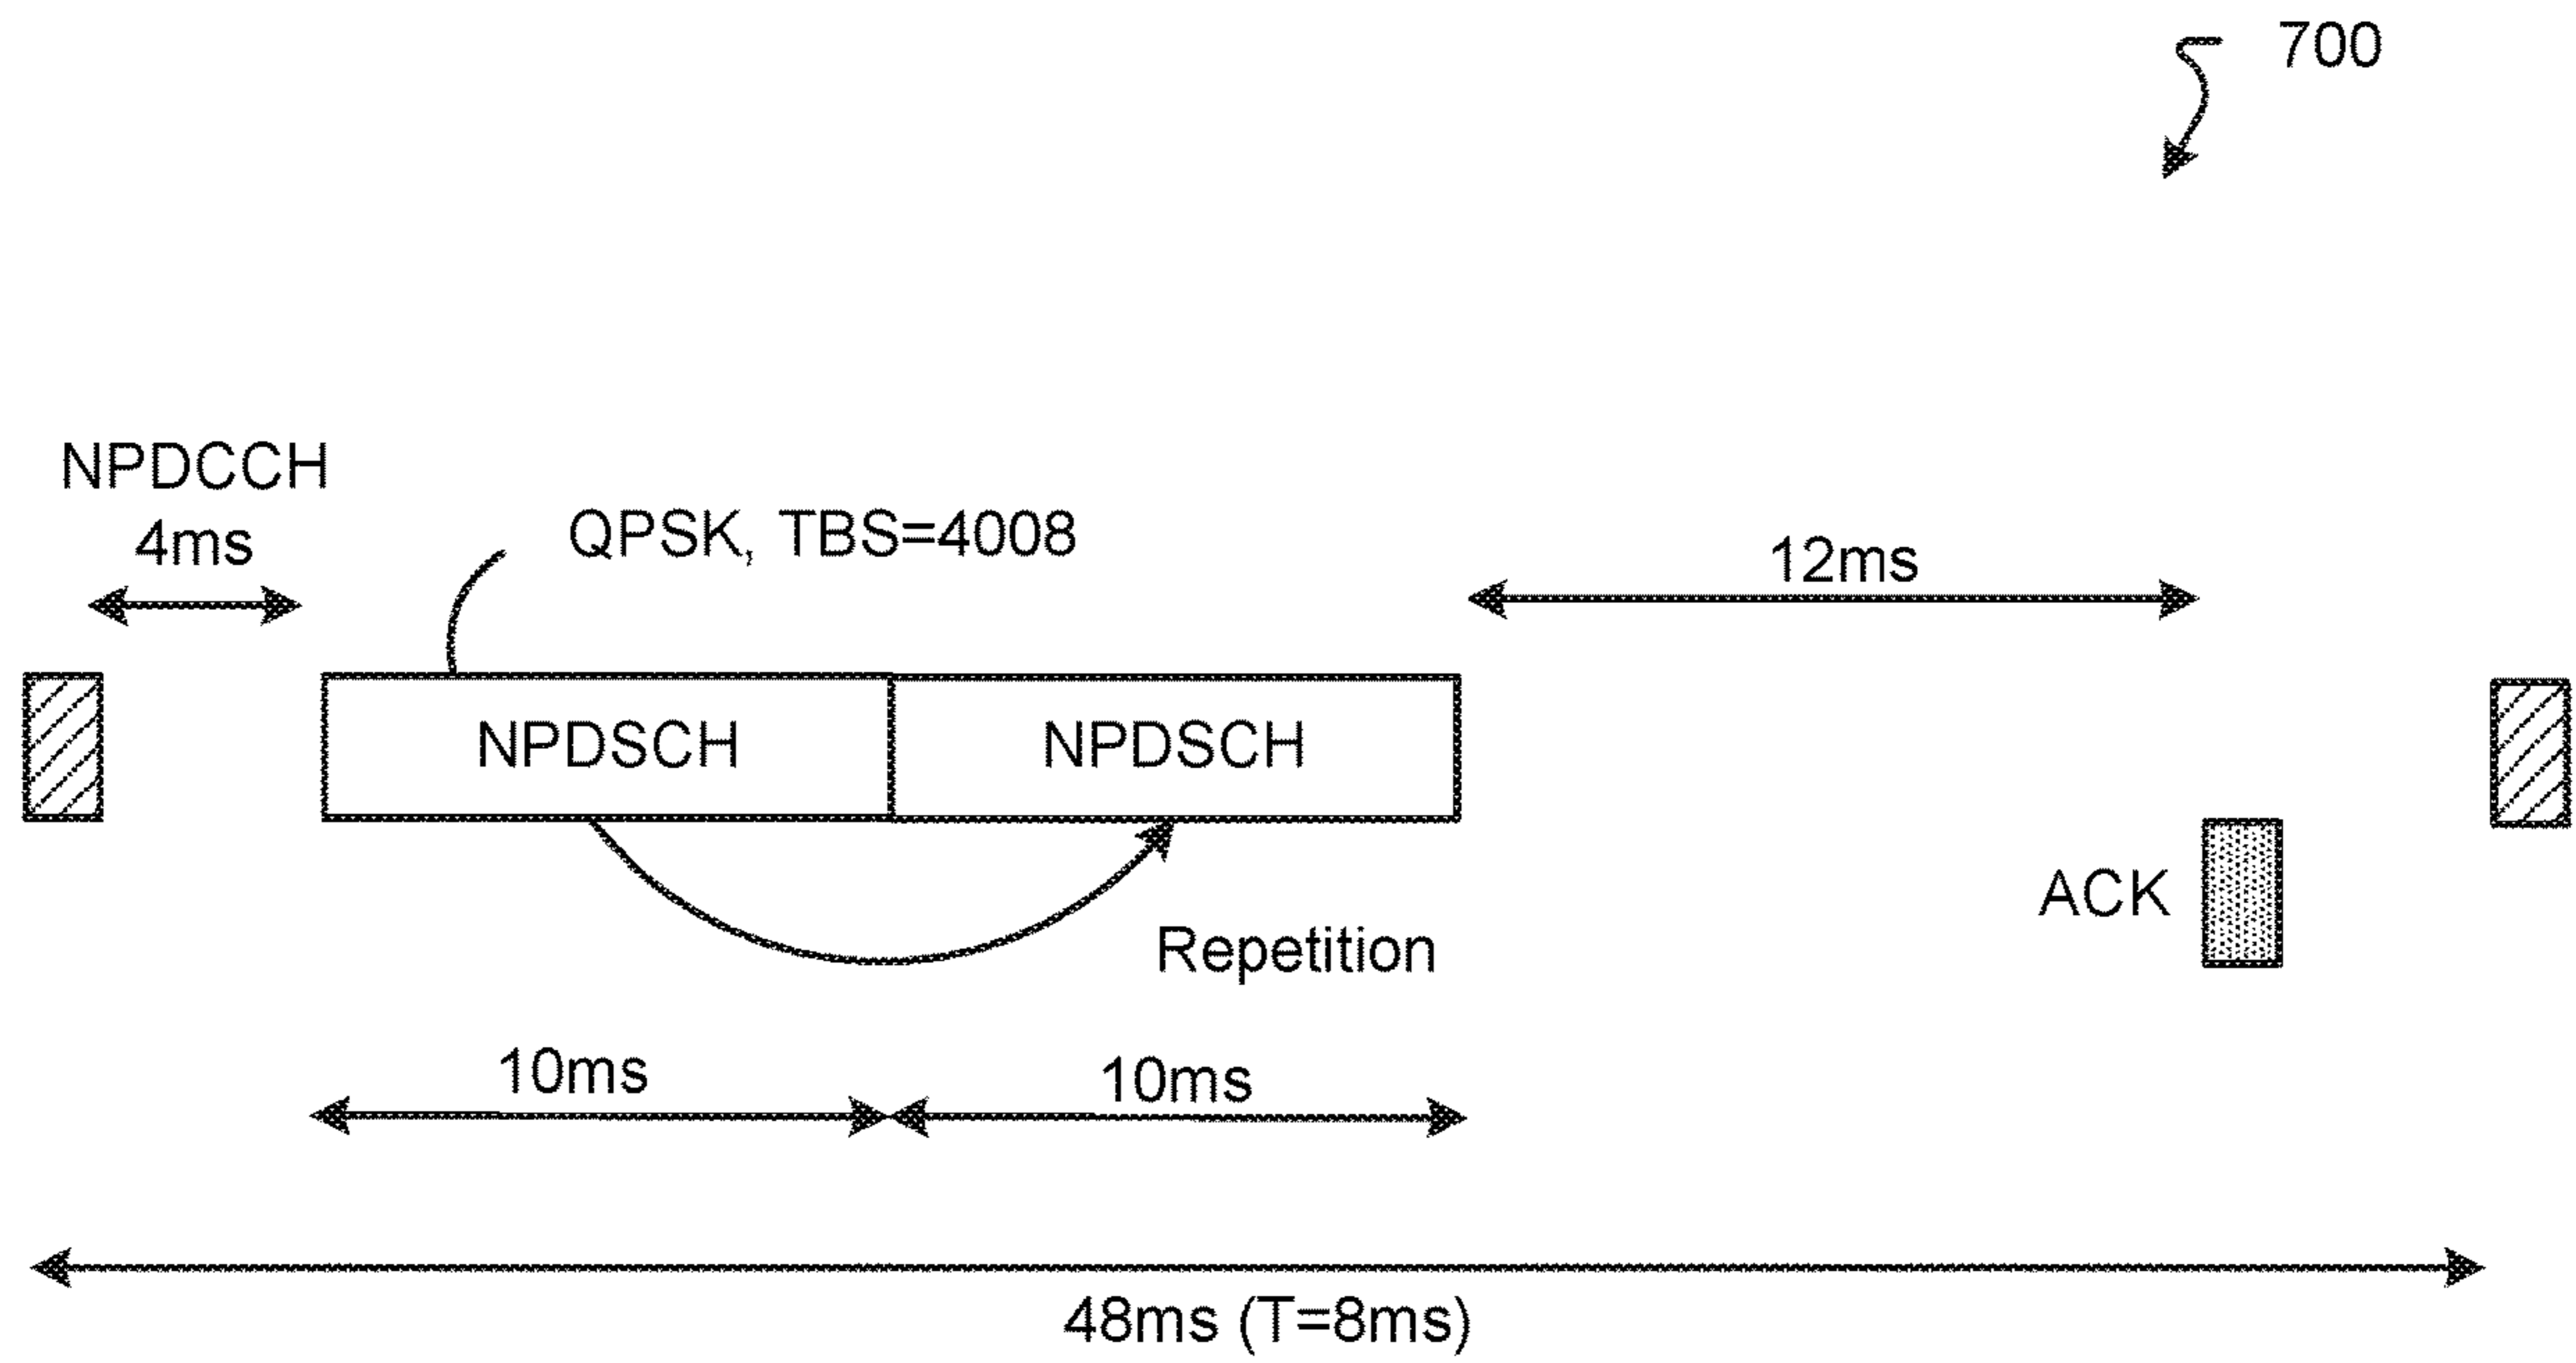 700
NPDCCH
4ms
QPSK, TBS=4008
12ms
NPDSCH
NPDSCH
ACK
Repetition
10ms
10ms
48ms (T=8ms)